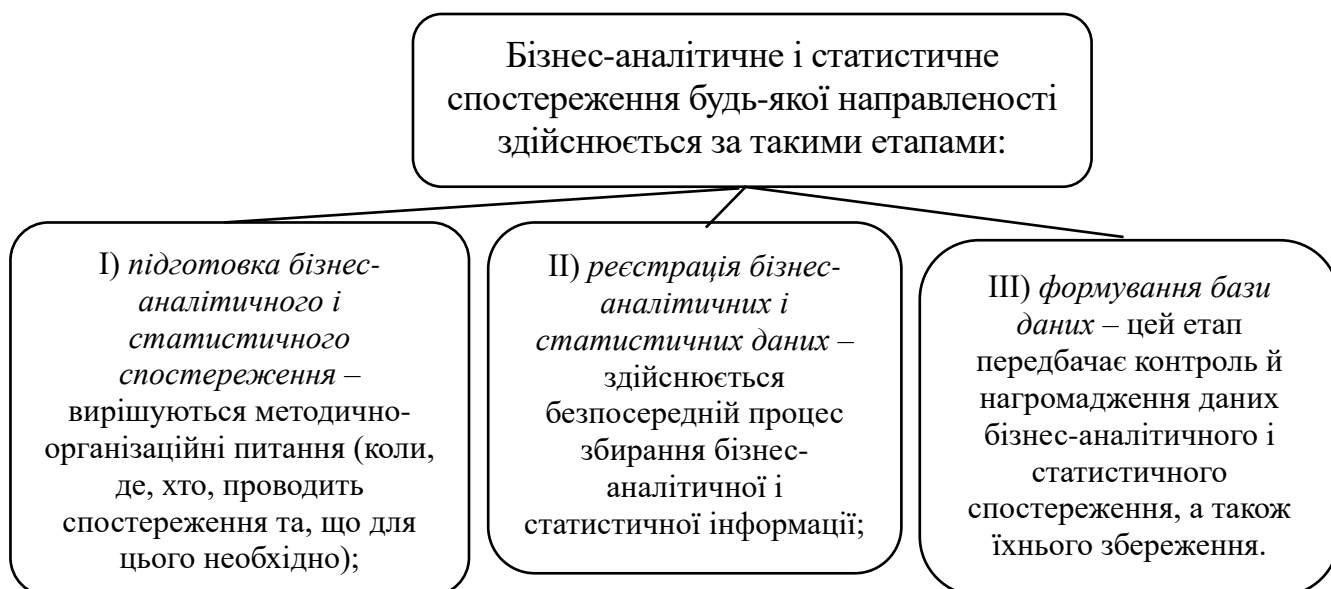 Бізнес-аналітичне і статистичне
спостереження будь-якої направленості
здійснюється за такими етапами:
I) підготовка бізнес-
аналітичного і
статистичного
спостереження –
вирішуються методично-
організаційні питання (коли,
де, хто, проводить
спостереження та, що для
цього необхідно);
II) реєстрація бізнес-
аналітичних і
статистичних даних –
здійснюється
безпосередній процес
збирання бізнес-
аналітичної і
статистичної інформації;
III) формування бази
даних – цей етап
передбачає контроль й
нагромадження даних
бізнес-аналітичного і
статистичного
спостереження, а також
їхнього збереження.